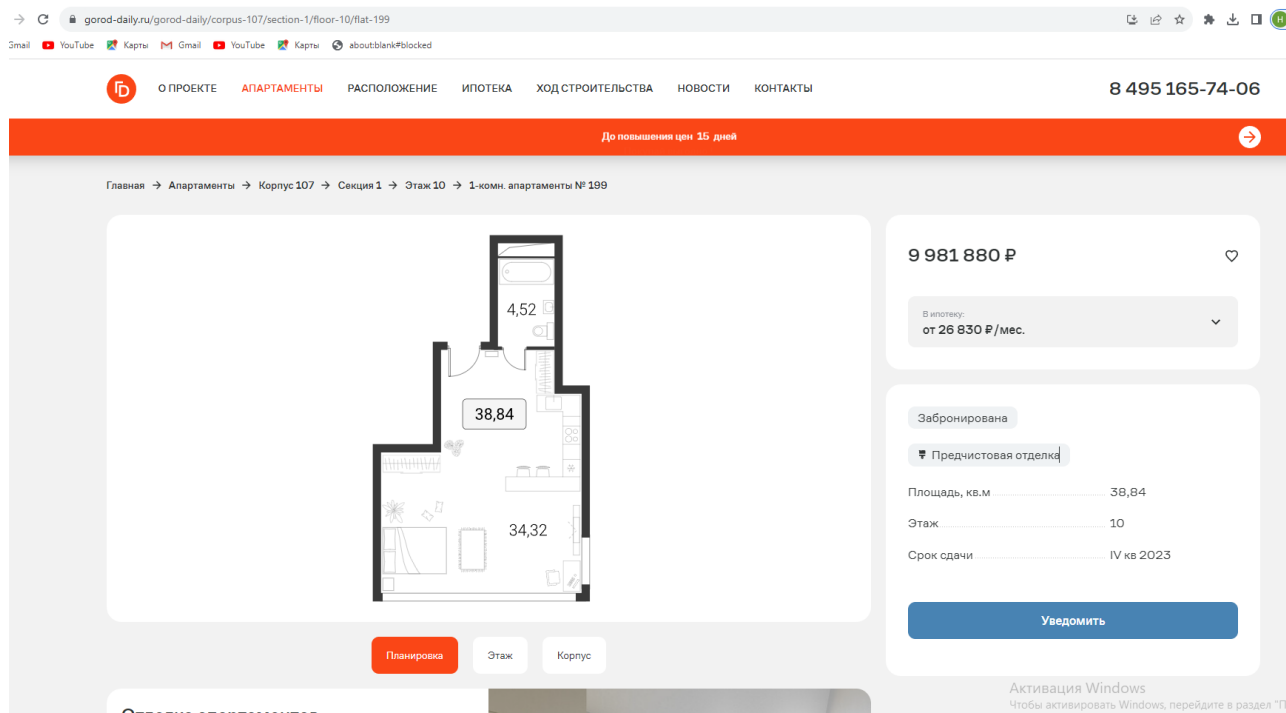 gorod-daily.ru/gorod-daily/corpus-107/section-1/floor-10/flat-199
Gmail YouTube Карты Gmail YouTube Карты about:blank#blocked
О ПРОЕКТЕ АПАРТАМЕНТЫ РАСПОЛОЖЕНИЕ ИПОТЕКА ХОД СТРОИТЕЛЬСТВА НОВОСТИ КОНТАКТЫ 8 495 165-74-06
До повышения цен 15 дней
Главная → Апартаменты → Корпус 107 → Секция 1 → Этаж 10 → 1-комн. апартаменты № 199
4,52
38,84
34,32
9 981 880 ₽
В ипотеку:
от 26 830 ₽/мес.
Забронирована
Предчистовая отделка
Площадь, кв.м 38,84
Этаж 10
Срок сдачи IV кв 2023
Уведомить
Планировка Этаж Корпус
Активация Windows
Чтобы активировать Windows, перейдите в раздел "П
Отделка апартаментов